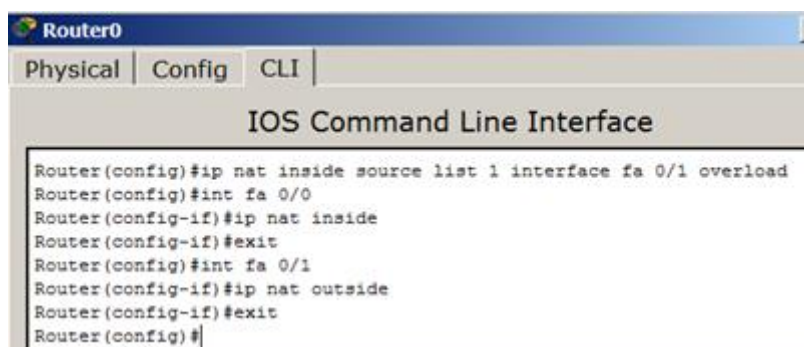 Router0
Physical Config CLI
IOS Command Line Interface
Router(config)#ip nat inside source list 1 interface fa 0/1 overload
Router(config)#int fa 0/0
Router(config-if)#ip nat inside
Router(config-if)#exit
Router(config)#int fa 0/1
Router(config-if)#ip nat outside
Router(config-if)#exit
Router(config)#